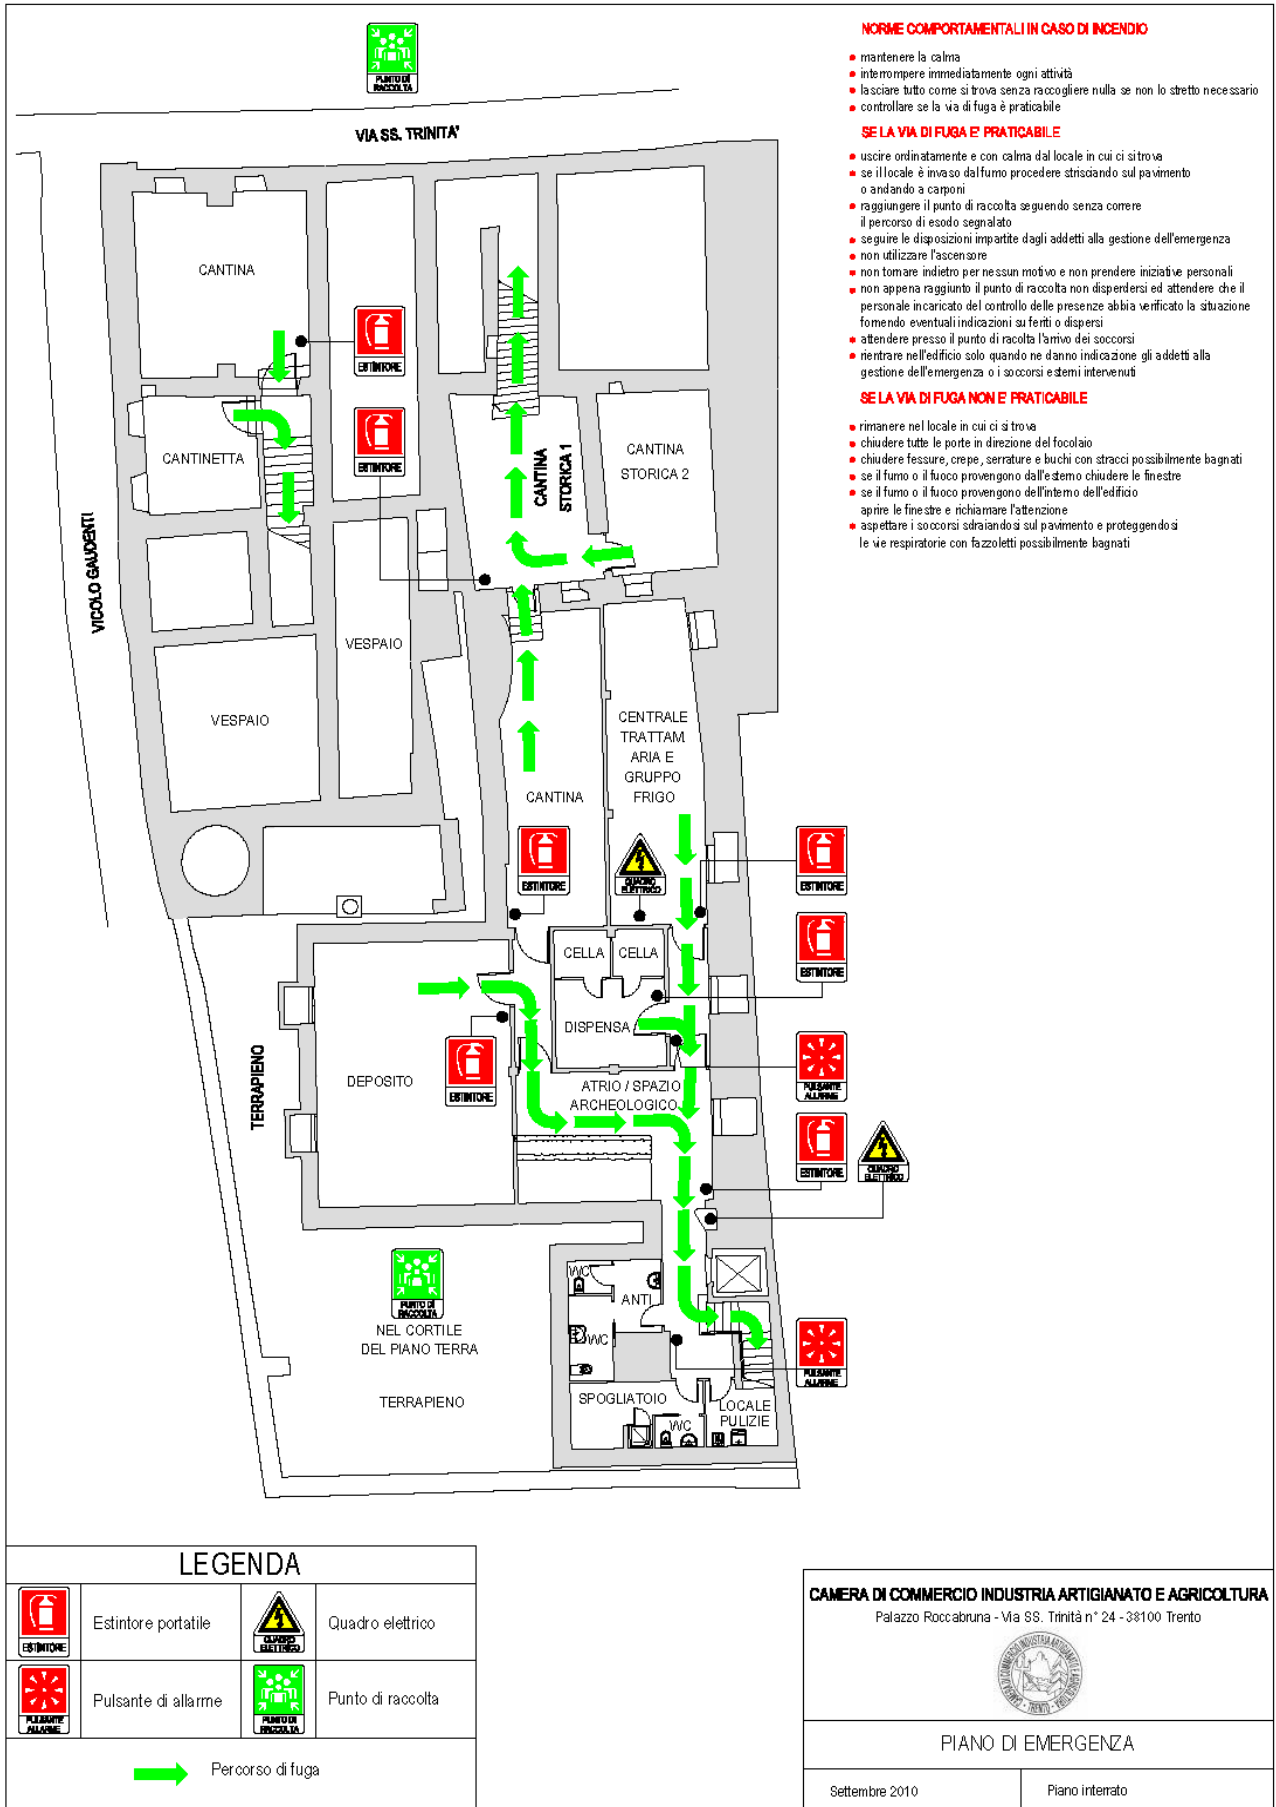 PUNTO DI
RACCOLTA
VIA SS. TRINITA'
NORME COMPORTAMENTALI IN CASO DI INCENDIO
mantenere la calma
interrompere immediatamente ogni attività
lasciare tutto come si trova senza raccogliere nulla se non lo stretto necessario
controllare se la via di fuga è praticabile
SE LA VIA DI FUGA E' PRATICABILE
uscire ordinatamente e con calma dal locale in cui ci si trova
se il locale è invaso dal fumo procedere strisciando sul pavimento
o andando a carponi
raggiungere il punto di raccolta seguendo senza correre
il percorso di esodo segnalato
seguire le disposizioni impartite dagli addetti alla gestione dell'emergenza
non utilizzare l'ascensore
non tornare indietro per nessun motivo e non prendere iniziative personali
non appena raggiunto il punto di raccolta non disperdersi ed attendere che il
personale incaricato del controllo delle presenze abbia verificato la situazione
fornendo eventuali indicazioni su feriti o dispersi
attendere presso il punto di racolta l'arrivo dei soccorsi
rientrare nell'edificio solo quando ne danno indicazione gli addetti alla
gestione dell'emergenza o i soccorsi esterni intervenuti
SE LA VIA DI FUGA NON E' PRATICABILE
rimanere nel locale in cui ci si trova
chiudere tutte le porte in direzione del focolaio
chiudere fessure, crepe, serrature e buchi con stracci possibilmente bagnati
se il fumo o il fuoco provengono dall'esterno chiudere le finestre
se il fumo o il fuoco provengono dell'interno dell'edificio
aprire le finestre e richiamare l'attenzione
aspettare i soccorsi sdraiandosi sul pavimento e proteggendosi
le vie respiratorie con fazzoletti possibilmente bagnati
CANTINA
ESTINTORE
ESTINTORE
CANTINETTA
CANTINA
STORICA 1
CANTINA
STORICA 2
VICOLO GAUDENTI
VESPAIO
VESPAIO
CENTRALE
TRATTAM
ARIA E
GRUPPO
FRIGO
CANTINA
ESTINTORE
QUADRO
ELETTRICO
ESTINTORE
CELLA
CELLA
ESTINTORE
DISPENSA
TERRAPIENO
DEPOSITO
ESTINTORE
ATRIO / SPAZIO
ARCHEOLOGICO
PULSANTE
ALLARME
ESTINTORE
QUADRO
ELETTRICO
PUNTO DI
RACCOLTA
NEL CORTILE
DEL PIANO TERRA
TERRAPIENO
WC
ANTI
WC
PULSANTE
ALLARME
SPOGLIATOIO
WC
LOCALE
PULIZIE
LEGENDA
ESTINTORE
Estintore portatile
QUADRO
ELETTRICO
Quadro elettrico
PULSANTE
ALLARME
Pulsante di allarme
PUNTO DI
RACCOLTA
Punto di raccolta
Percorso di fuga
CAMERA DI COMMERCIO INDUSTRIA ARTIGIANATO E AGRICOLTURA
Palazzo Roccabruna - Via SS. Trinità n° 24 - 38100 Trento
CAMERA DI COMMERCIO INDUSTRIA ARTIGIANATO E AGRICOLTURA
- TRENTO -
PIANO DI EMERGENZA
Settembre 2010
Piano interrato